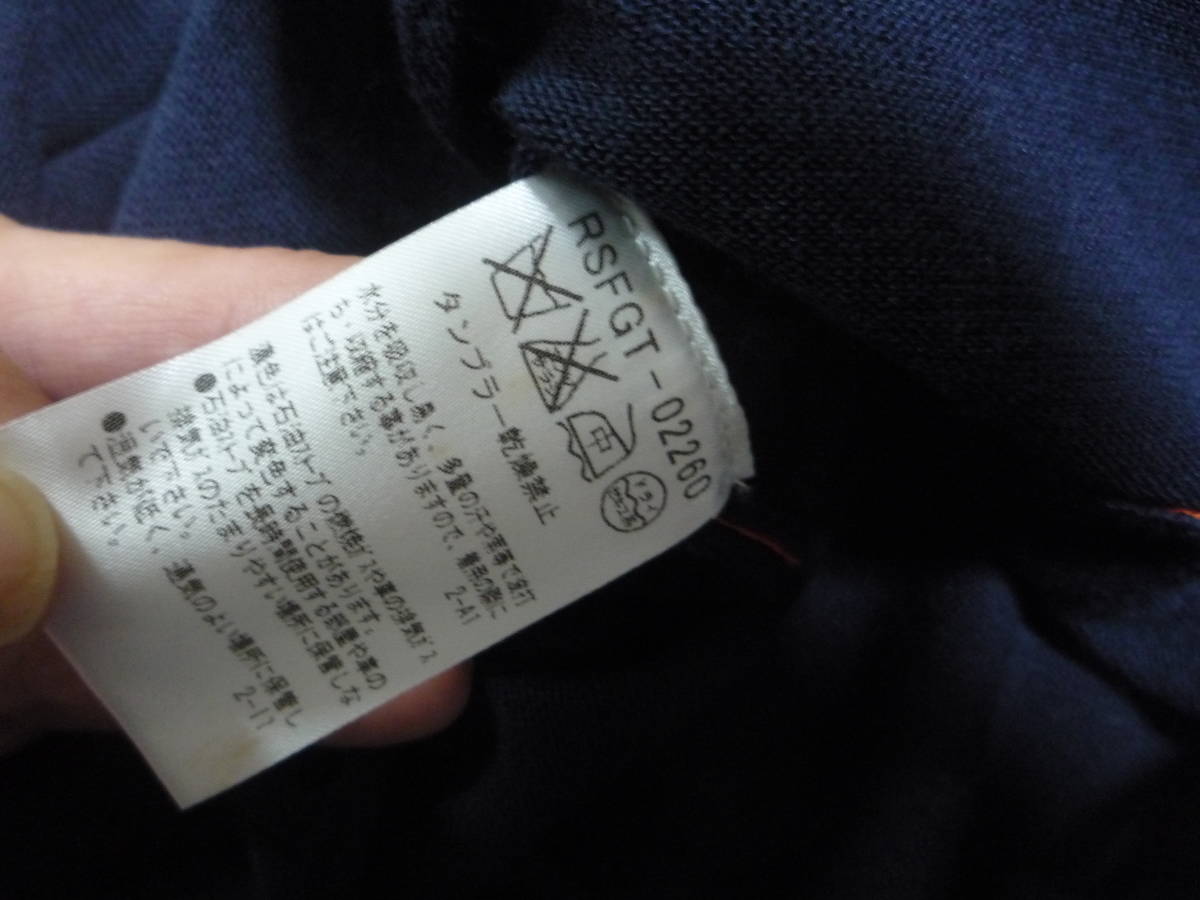 RSFGT-02260
中
タンブラー乾燥禁止
水分を吸収し易く、多量の汗や雨等で波打
ち、収縮する事がありますので、着用の際に
はご注意下さい。
2-A1
濃色は石油ストーブの燃焼ガスや車の排気ガス
によって変色することがあります。
●石油ストーブを長時間使用する部屋や車の
排気ガスのたまりやすい場所に保管しな
いで下さい。
●湿気が低く、通気のよい場所に保管し
て下さい。
2-17